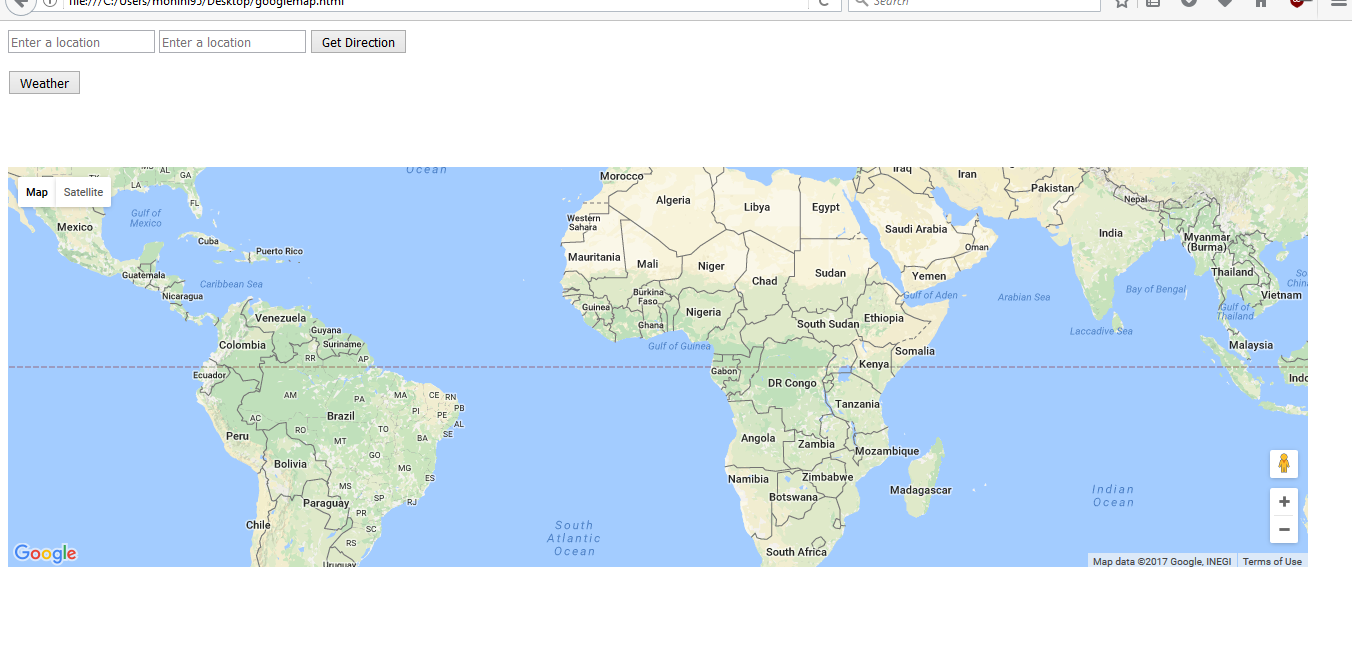 file:///C:/Users/mohini95/Desktop/googlemap.html
Search
Enter a location Enter a location Get Direction
Weather
Map Satellite
Ocean
AL
GA
LA
FL
Gulf of
Mexico
Mexico
Cuba
Puerto Rico
Guatemala
Caribbean Sea
Nicaragua
Venezuela
Guyana
Colombia
Suriname
RR
AP
Ecuador
AM
PA
MA
CE
RN
PB
PI
PE
AL
SE
AC
Brazil
RO
TO
BA
MT
Peru
GO
Bolivia
MG
ES
MS
SP
RJ
Paraguay
PR
SC
Chile
RS
Uruguay
Morocco
Algeria
Libya
Egypt
Western
Sahara
Mauritania
Mali
Niger
Chad
Sudan
Burkina
Faso
Guinea
Ghana
Nigeria
South Sudan
Ethiopia
Gulf of Guinea
Somalia
Gabon
Kenya
DR Congo
Tanzania
Angola
Zambia
Mozambique
Namibia
Zimbabwe
Botswana
Madagascar
South Africa
South
Atlantic
Ocean
Iraq
Iran
Pakistan
Nepal
Saudi Arabia
Oman
Yemen
Gulf of Aden
Arabian Sea
India
Bay of Bengal
Laccadive Sea
Myanmar
(Burma)
Thailand
Vietnam
Gulf of
Thailand
Malaysia
Indian
Ocean
Google
Map data ©2017 Google, INEGI Terms of Use